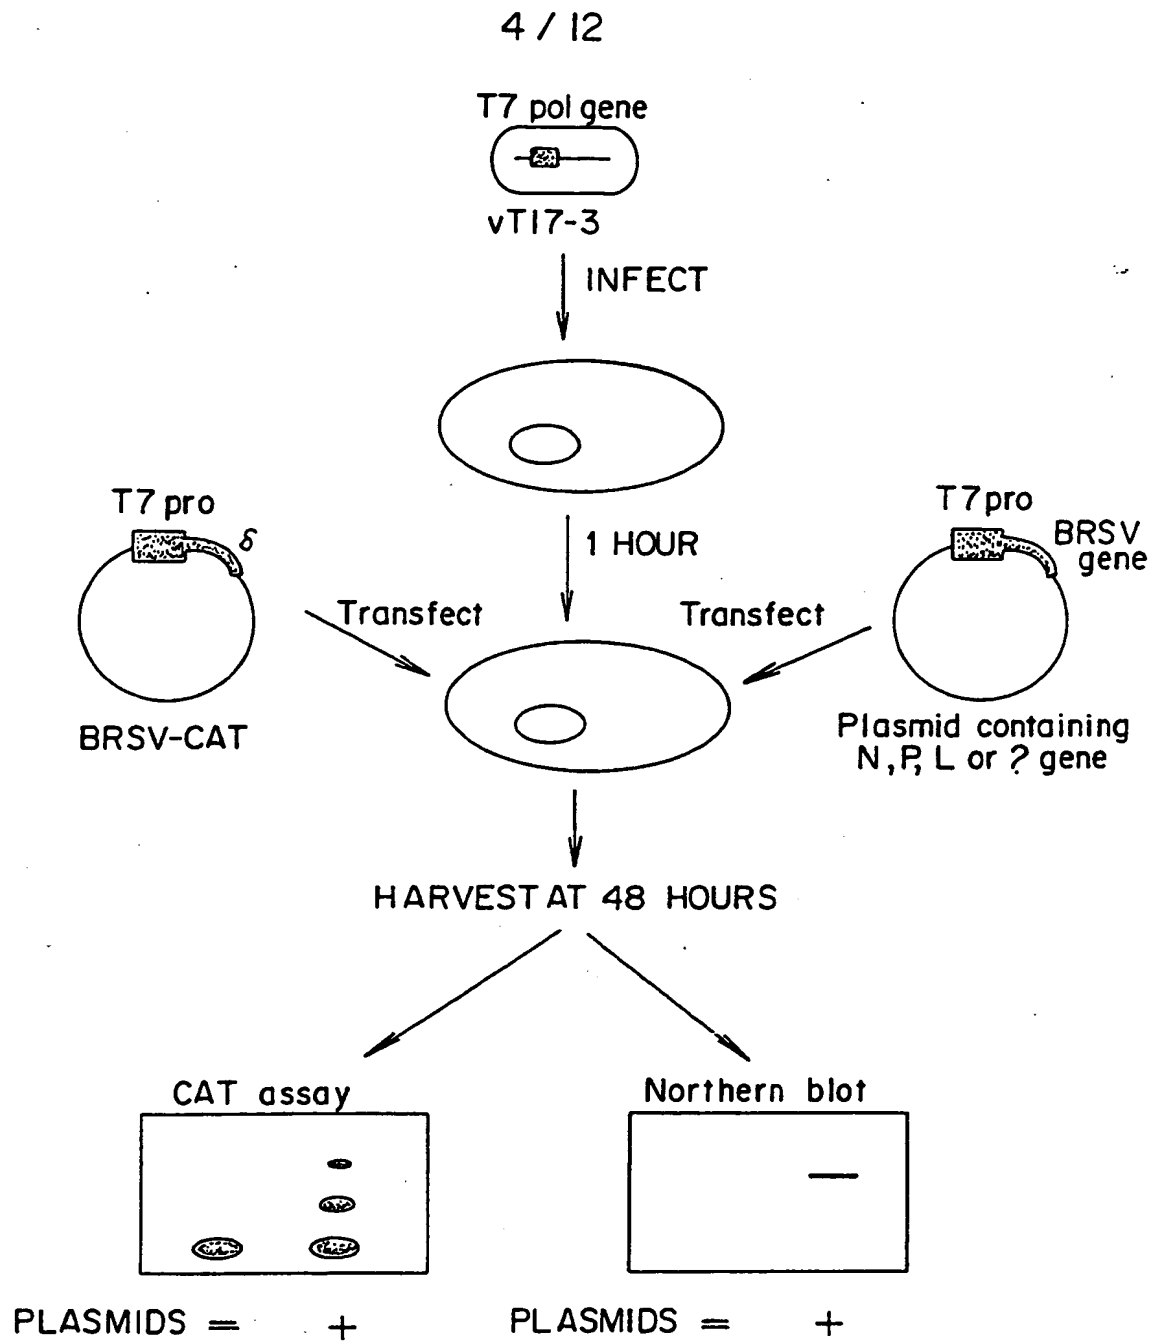 4 / 12
T7 pol gene
vT17-3
INFECT
1 HOUR
T7 pro
δ
Transfect
BRSV-CAT
T7pro
BRSV
gene
Transfect
Plasmid containing
N, P, L or ? gene
HARVEST AT 48 HOURS
CAT assay
Northern blot
PLASMIDS = +
PLASMIDS = +